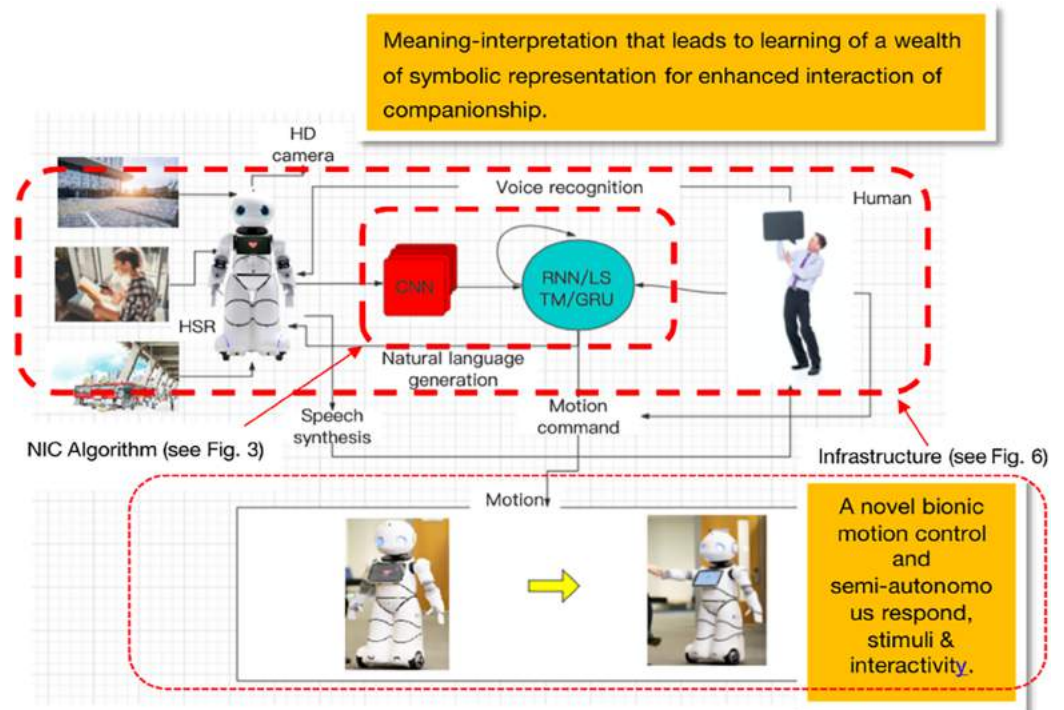 Meaning-interpretation that leads to learning of a wealth
of symbolic representation for enhanced interaction of
companionship.
HD
camera
Voice recognition
Human
CNN
RNN/LS
TM/GRU
HSR
Natural language
generation
Speech
synthesis
Motion
command
NIC Algorithm (see Fig. 3)
Infrastructure (see Fig. 6)
Motion
A novel bionic
motion control
and
semi-autonomo
us respond,
stimuli &
interactivity.